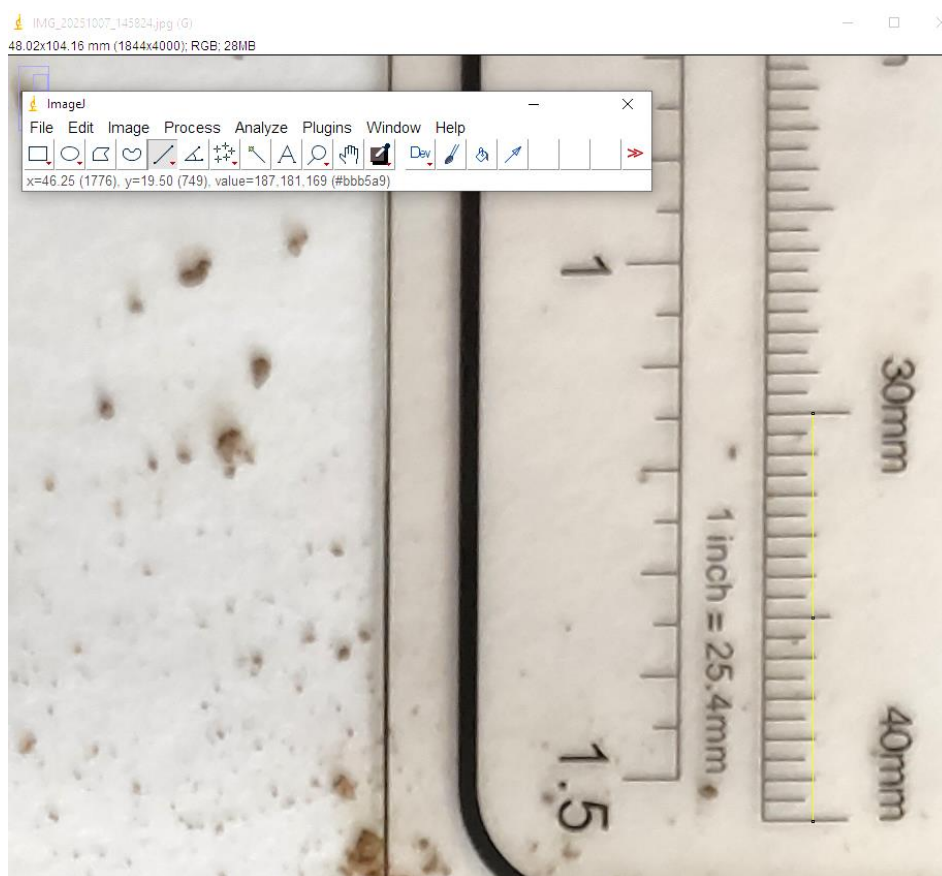 IMG_20251007_145824.jpg (G)
48.02x104.16 mm (1844x4000); RGB; 28MB
ImageJ
File Edit Image Process Analyze Plugins Window Help
A Dev
x=46.25 (1776), y=19.50 (749), value=187,181,169 (#bbb5a9)
1
30mm
1 inch = 25.4mm
40mm
1.5